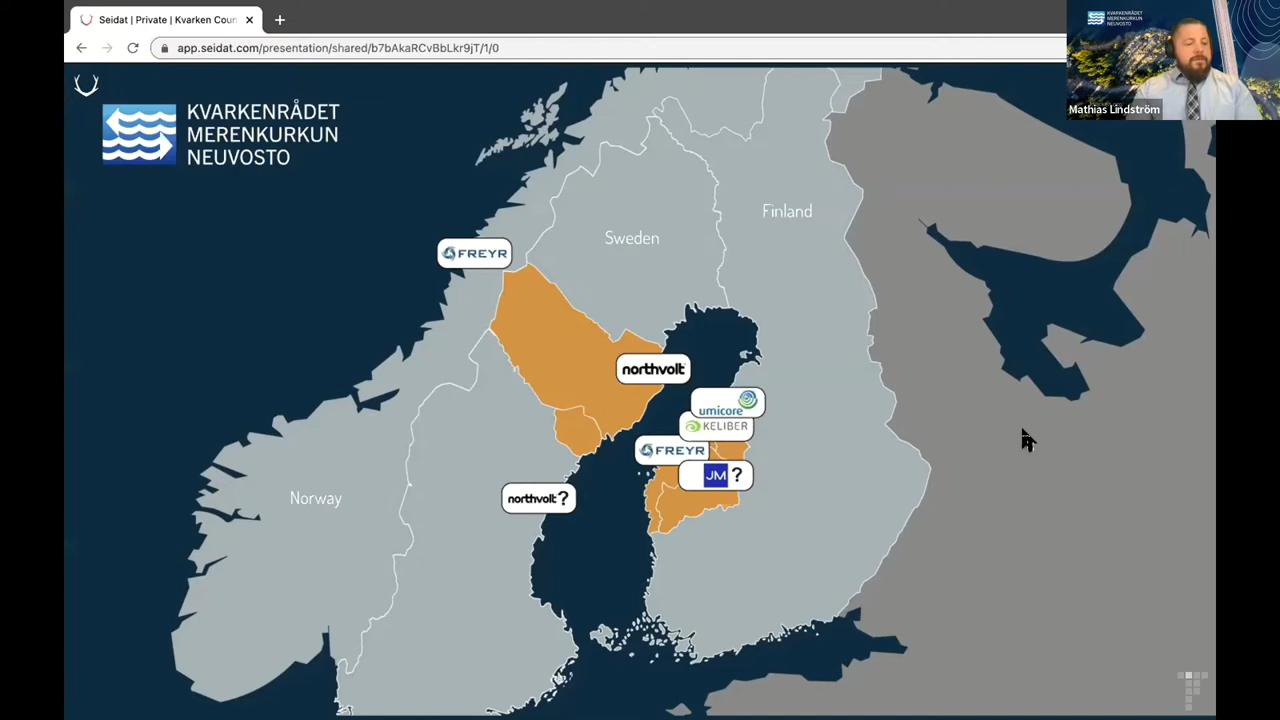 Seidat | Private | Kvarken Coun
app.seidat.com/presentation/shared/b7bAkaRCvBbLkr9jT/1/0
KVARKENRÅDET
MERENKURKUN
NEUVOSTO
KVARKENRÅDET
MERENKURKUN
NEUVOSTO
Mathias Lindström
Finland
Sweden
FREYR
northvolt
umicore
KELIBER
FREYR
JM ?
northvolt?
Norway